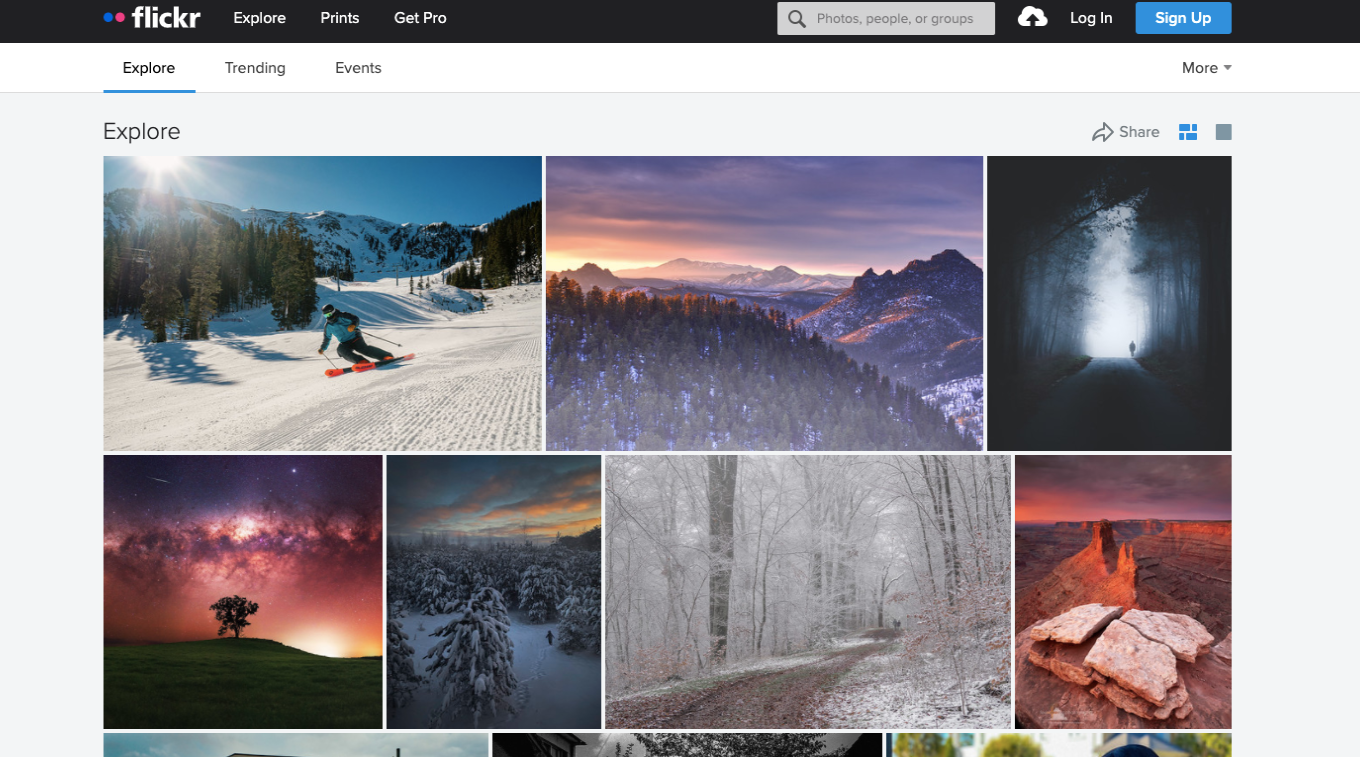 flickr
Explore
Prints
Get Pro
Photos, people, or groups
Log In
Sign Up
Explore
Trending
Events
More
Explore
Share